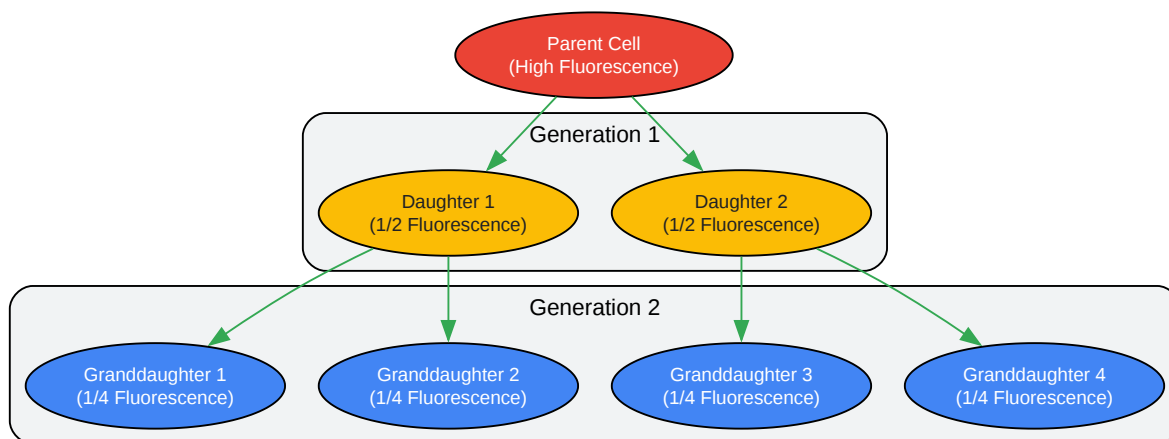 Parent Cell
(High Fluorescence)
Generation 1
Daughter 1
(1/2 Fluorescence)
Daughter 2
(1/2 Fluorescence)
Generation 2
Granddaughter 1
(1/4 Fluorescence)
Granddaughter 2
(1/4 Fluorescence)
Granddaughter 3
(1/4 Fluorescence)
Granddaughter 4
(1/4 Fluorescence)